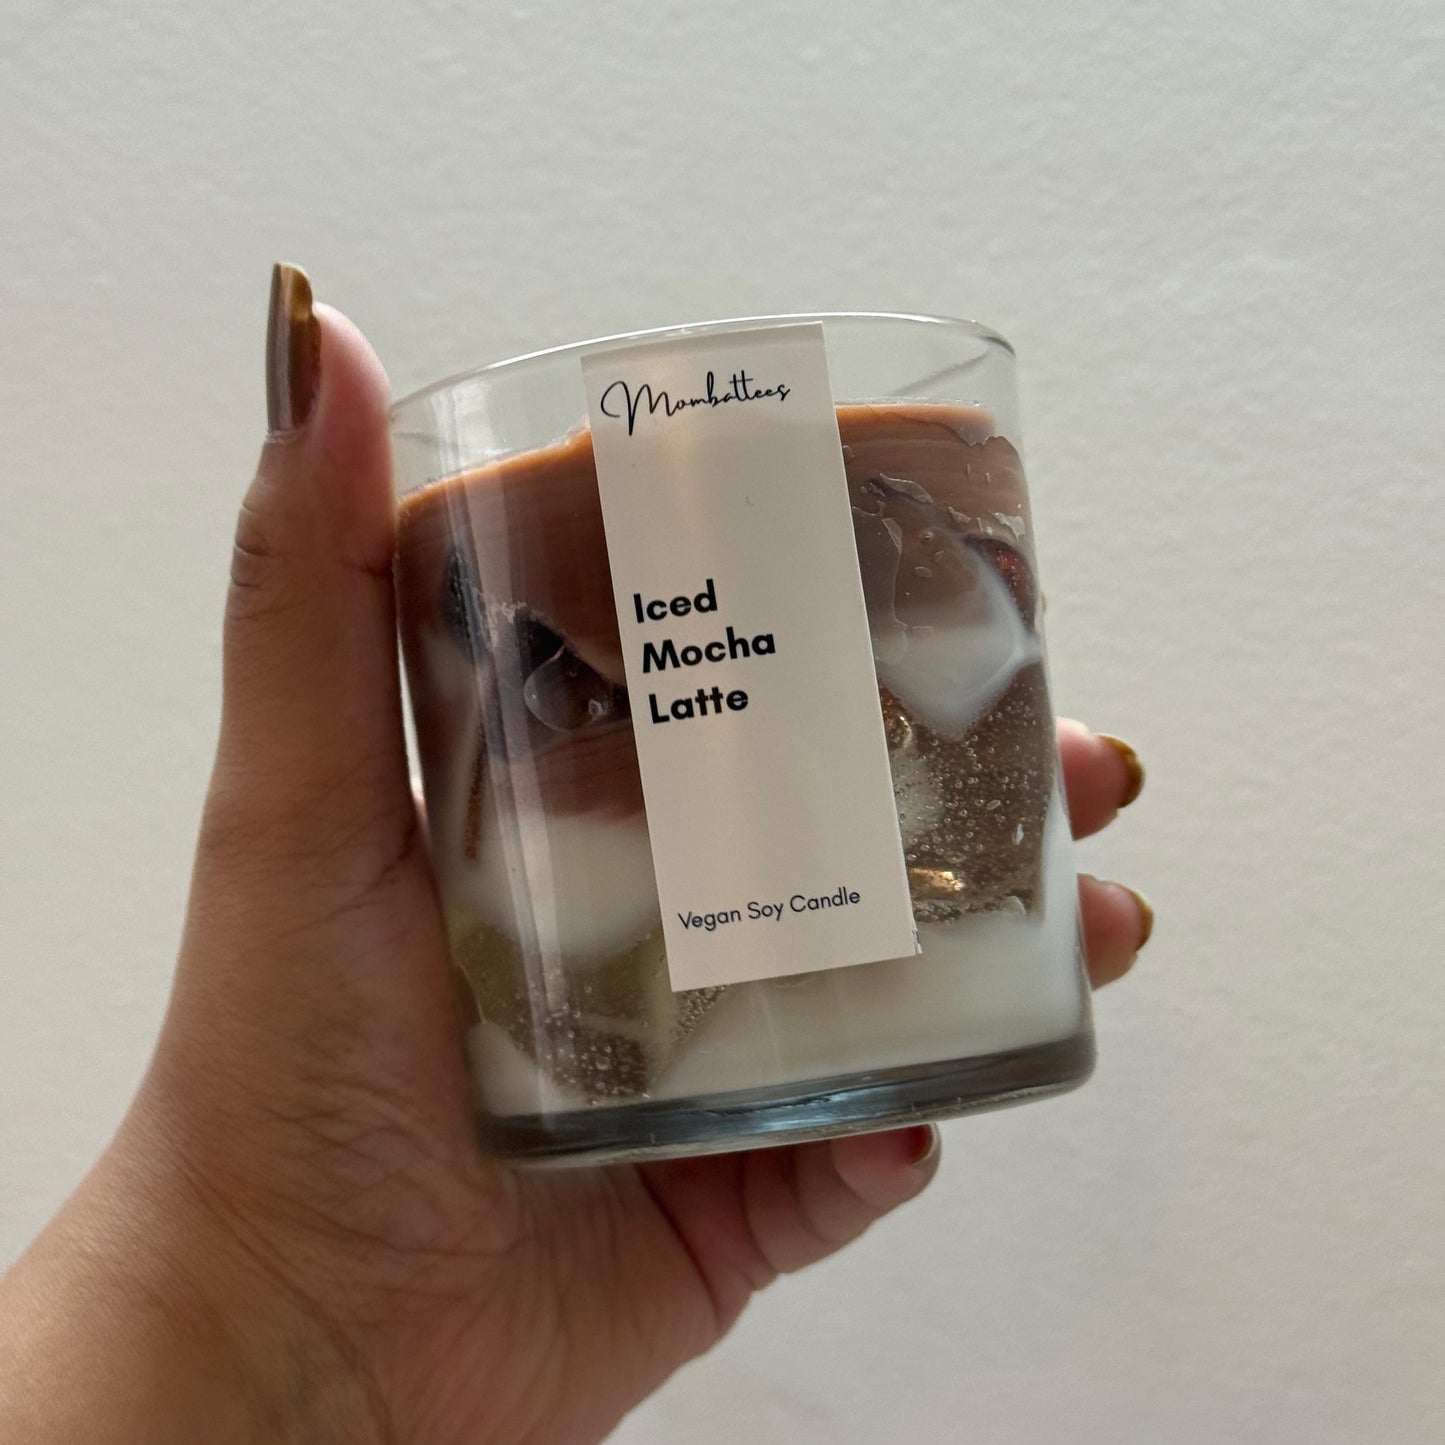 Mombattees
Iced
Mocha
Latte
Vegan Soy Candle